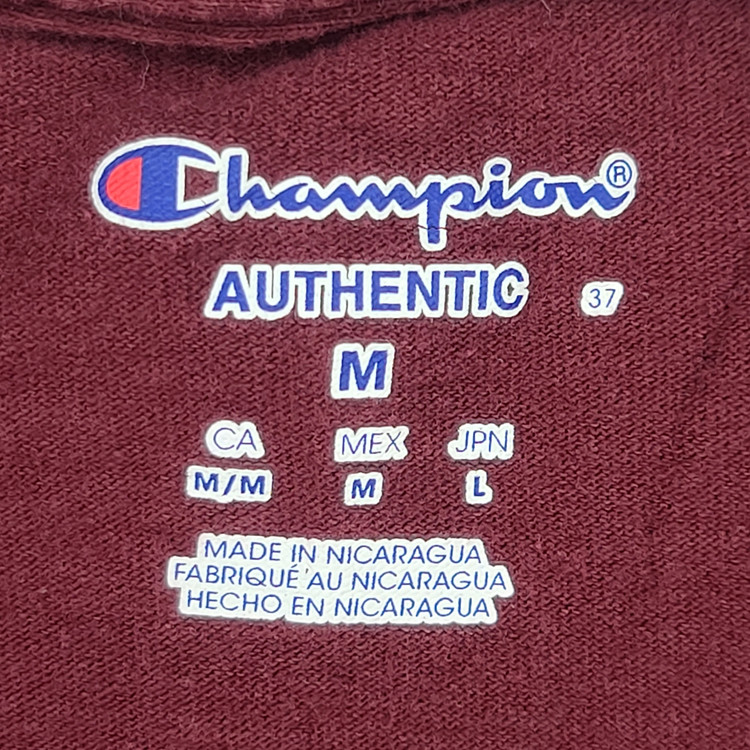 Champion®
AUTHENTIC 37
M
CA MEX JPN
M/M M L
MADE IN NICARAGUA
FABRIQUÉ AU NICARAGUA
HECHO EN NICARAGUA